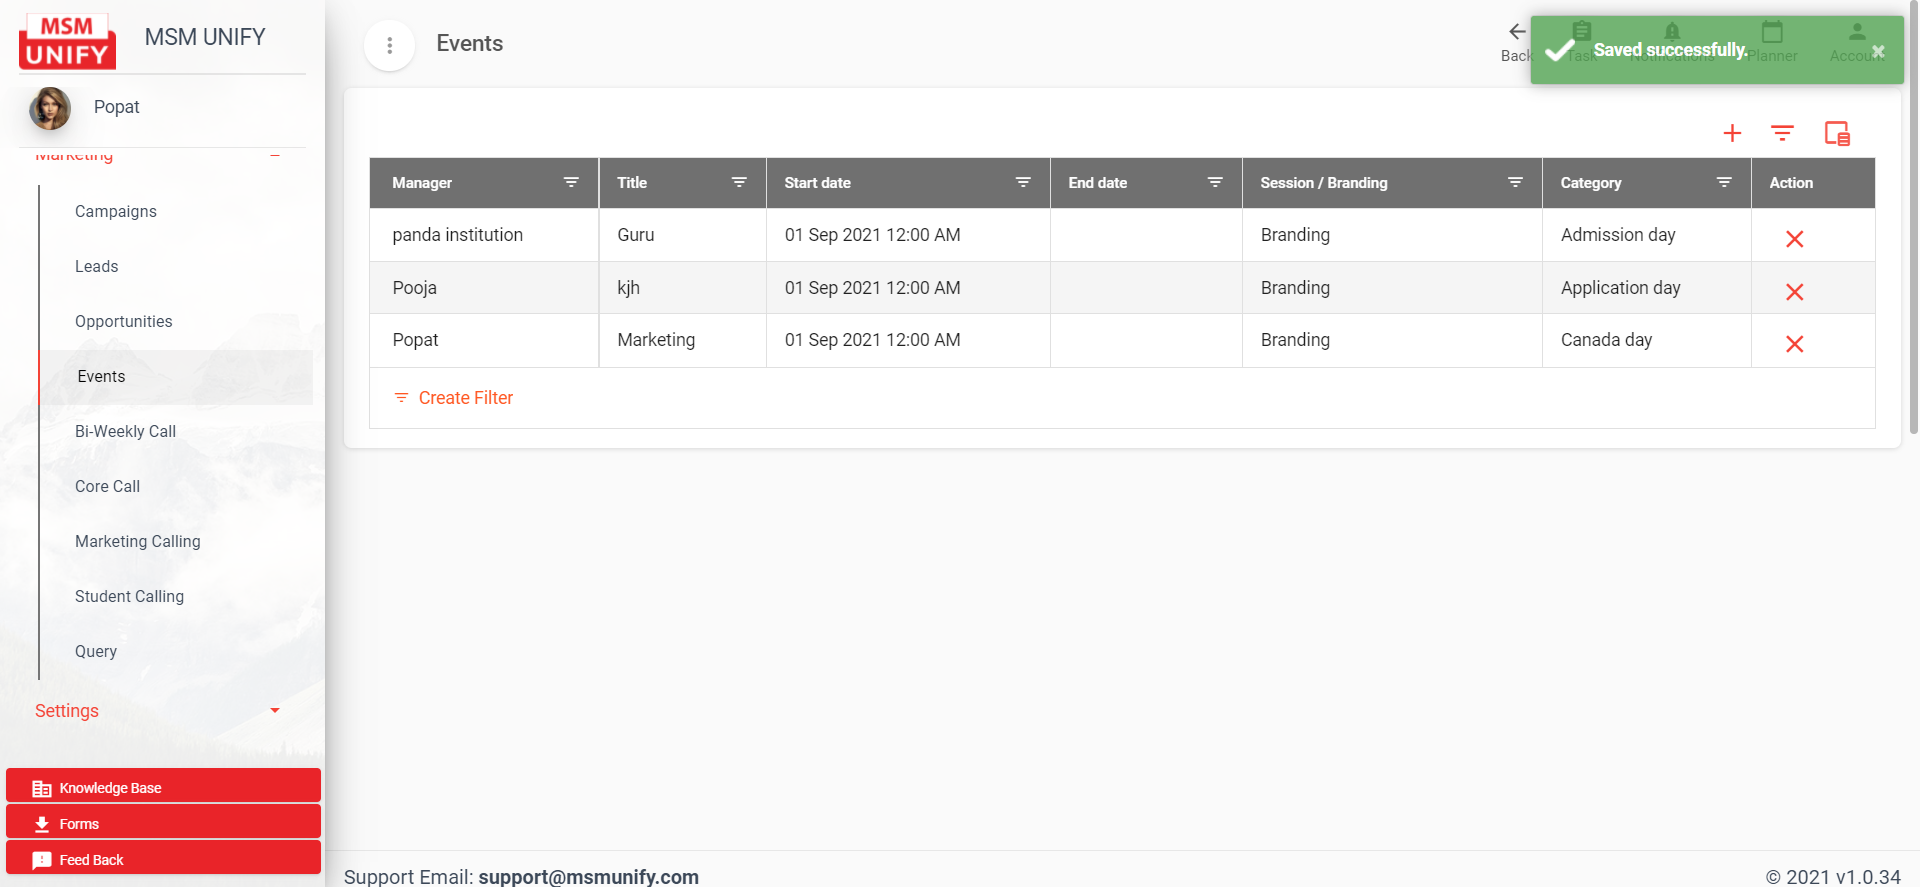 MSM
UNIFY
MSM UNIFY
Popat
Marketing
Campaigns
Leads
Opportunities
Events
Bi-Weekly Call
Core Call
Marketing Calling
Student Calling
Query
Settings
Knowledge Base
Forms
Feed Back
Events
Back
Task
Notifications
Planner
Account
Saved successfully.
Manager Title Start date End date Session / Branding Category Action
panda institution Guru 01 Sep 2021 12:00 AM Branding Admission day
Pooja kjh 01 Sep 2021 12:00 AM Branding Application day
Popat Marketing 01 Sep 2021 12:00 AM Branding Canada day
Create Filter
Support Email: support@msmunify.com
© 2021 v1.0.34